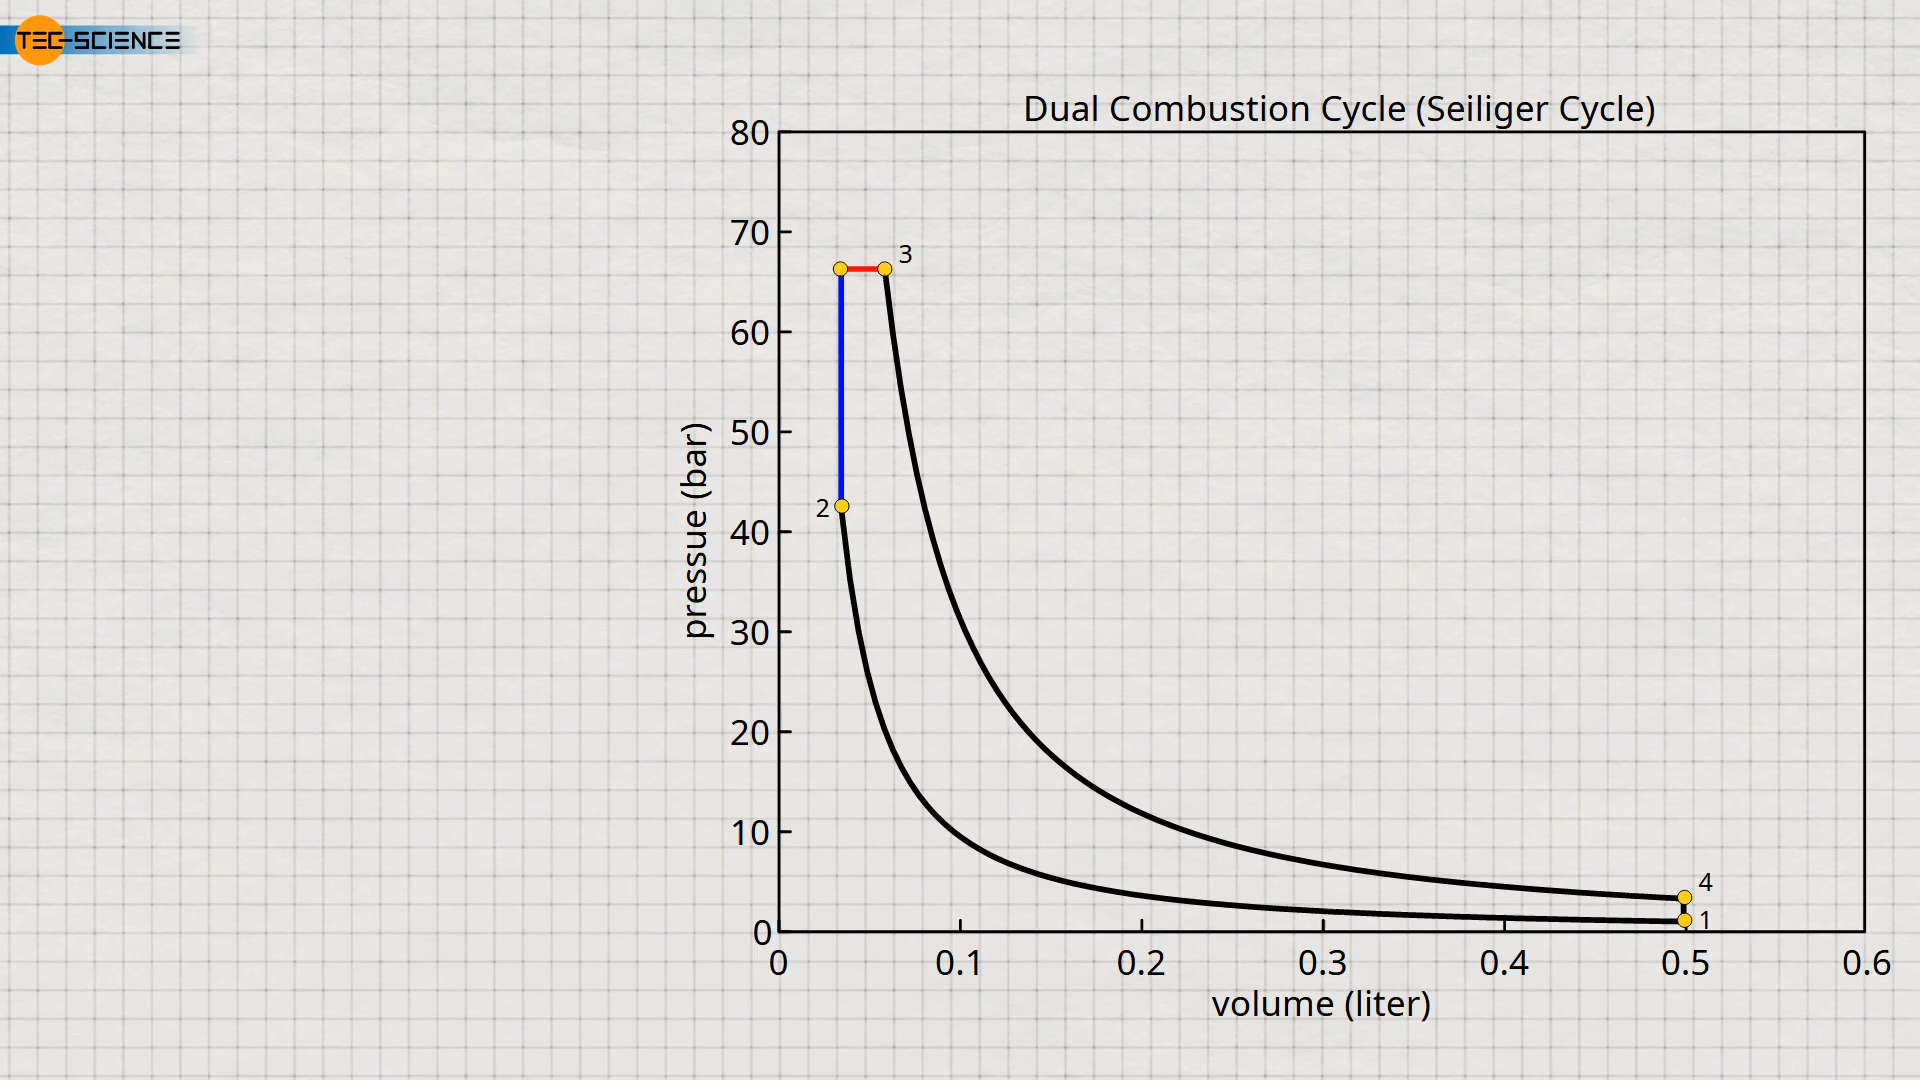 TEC-SCIENCE
Dual Combustion Cycle (Seiliger Cycle)
80
70
60
50
40
30
20
10
0
pressue (bar)
3
2
4
1
0 0.1 0.2 0.3 0.4 0.5 0.6
volume (liter)